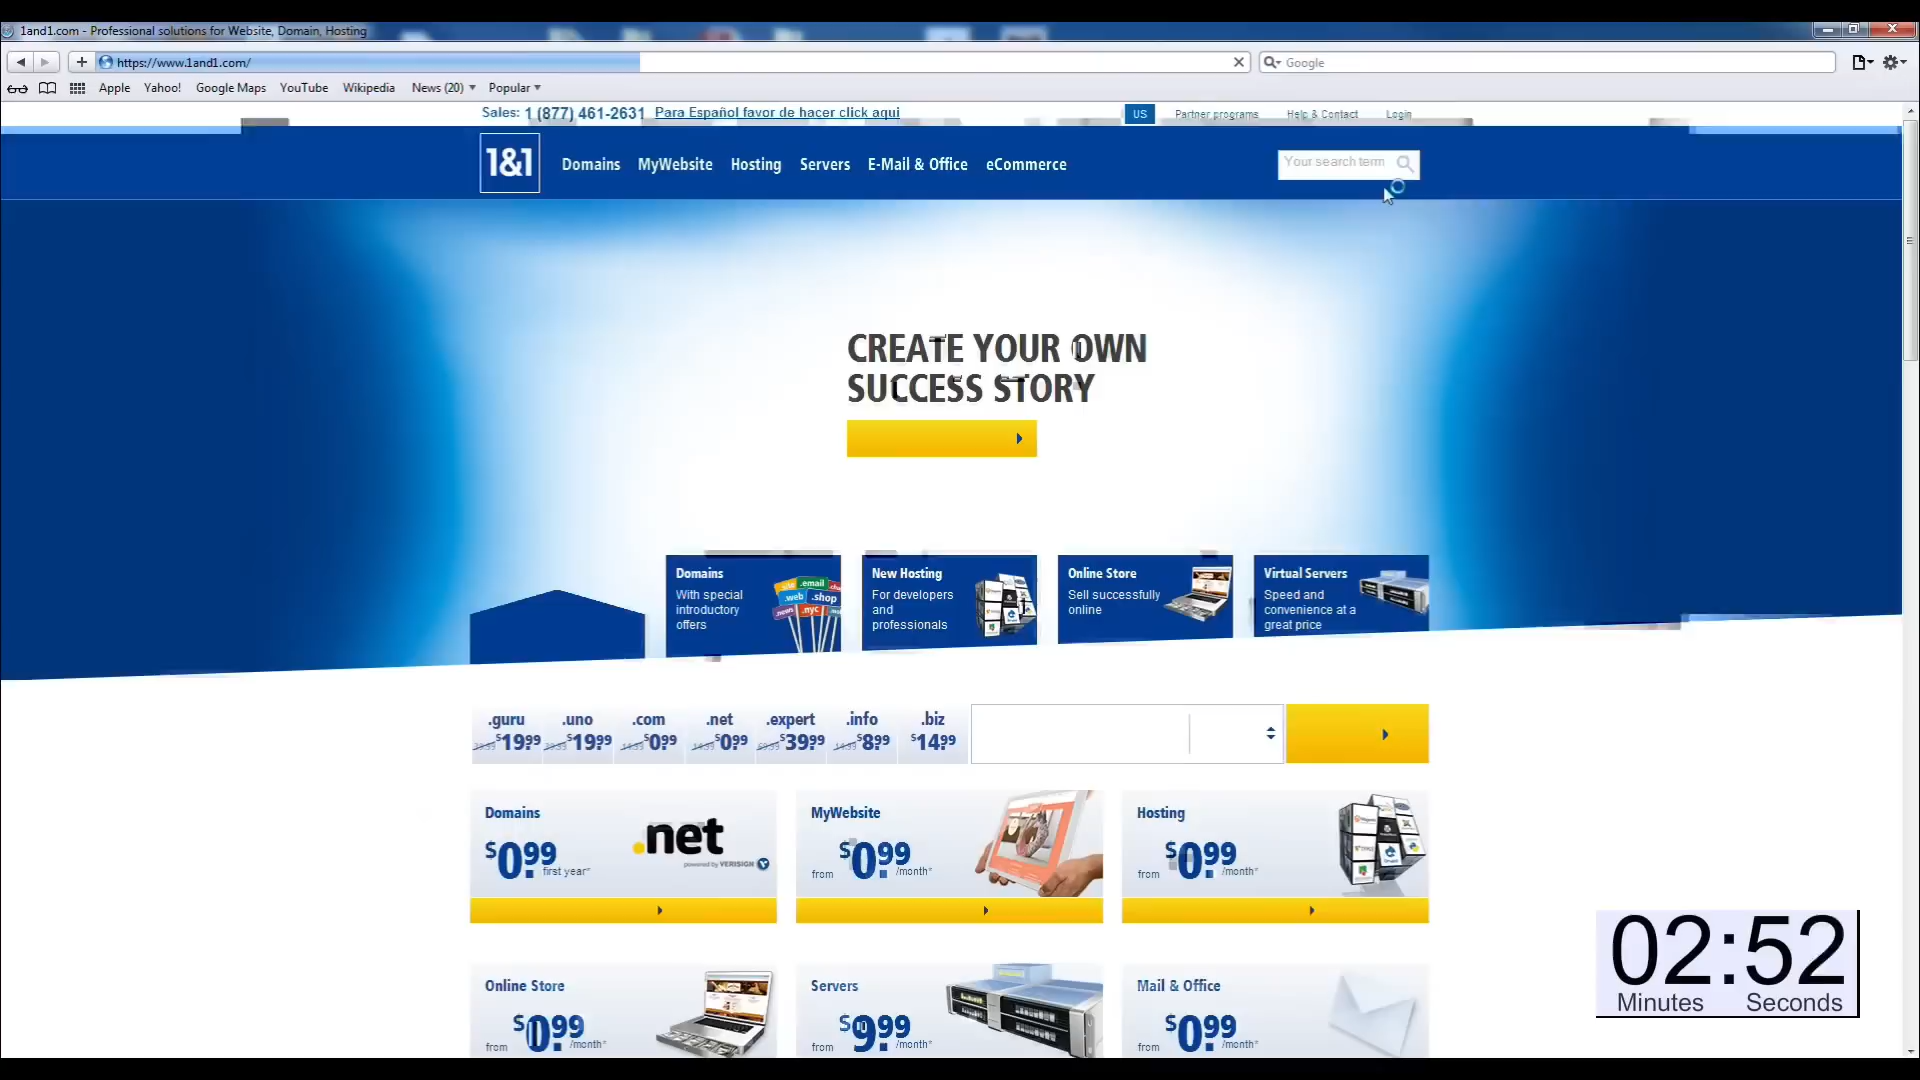 1and1.com - Professional solutions for Website, Domain, Hosting
https://www.1and1.com/
Google
Apple Yahoo! Google Maps YouTube Wikipedia News (20) Popular
Sales: 1 (877) 461-2631 Para Español favor de hacer click aqui
US Partner programs Help & Contact Login
1&1 Domains MyWebsite Hosting Servers E-Mail & Office eCommerce
Your search term
CREATE YOUR OWN
SUCCESS STORY
Domains
With special
introductory
offers
.email
.web .shop
.news .nyc
New Hosting
For developers
and
professionals
Online Store
Sell successfully
online
Virtual Servers
Speed and
convenience at a
great price
.guru .uno .com .net .expert .info .biz
$19.99 $19.99 $0.99 $0.99 $39.99 $8.99 $14.99
Domains
$0.99 first year*
.net
powered by VERISIGN
MyWebsite
from $0.99 /month*
Hosting
from $0.99 /month*
Online Store
from $0.99 /month*
Servers
from $9.99 /month*
Mail & Office
from $0.99 /month*
02:52
Minutes Seconds